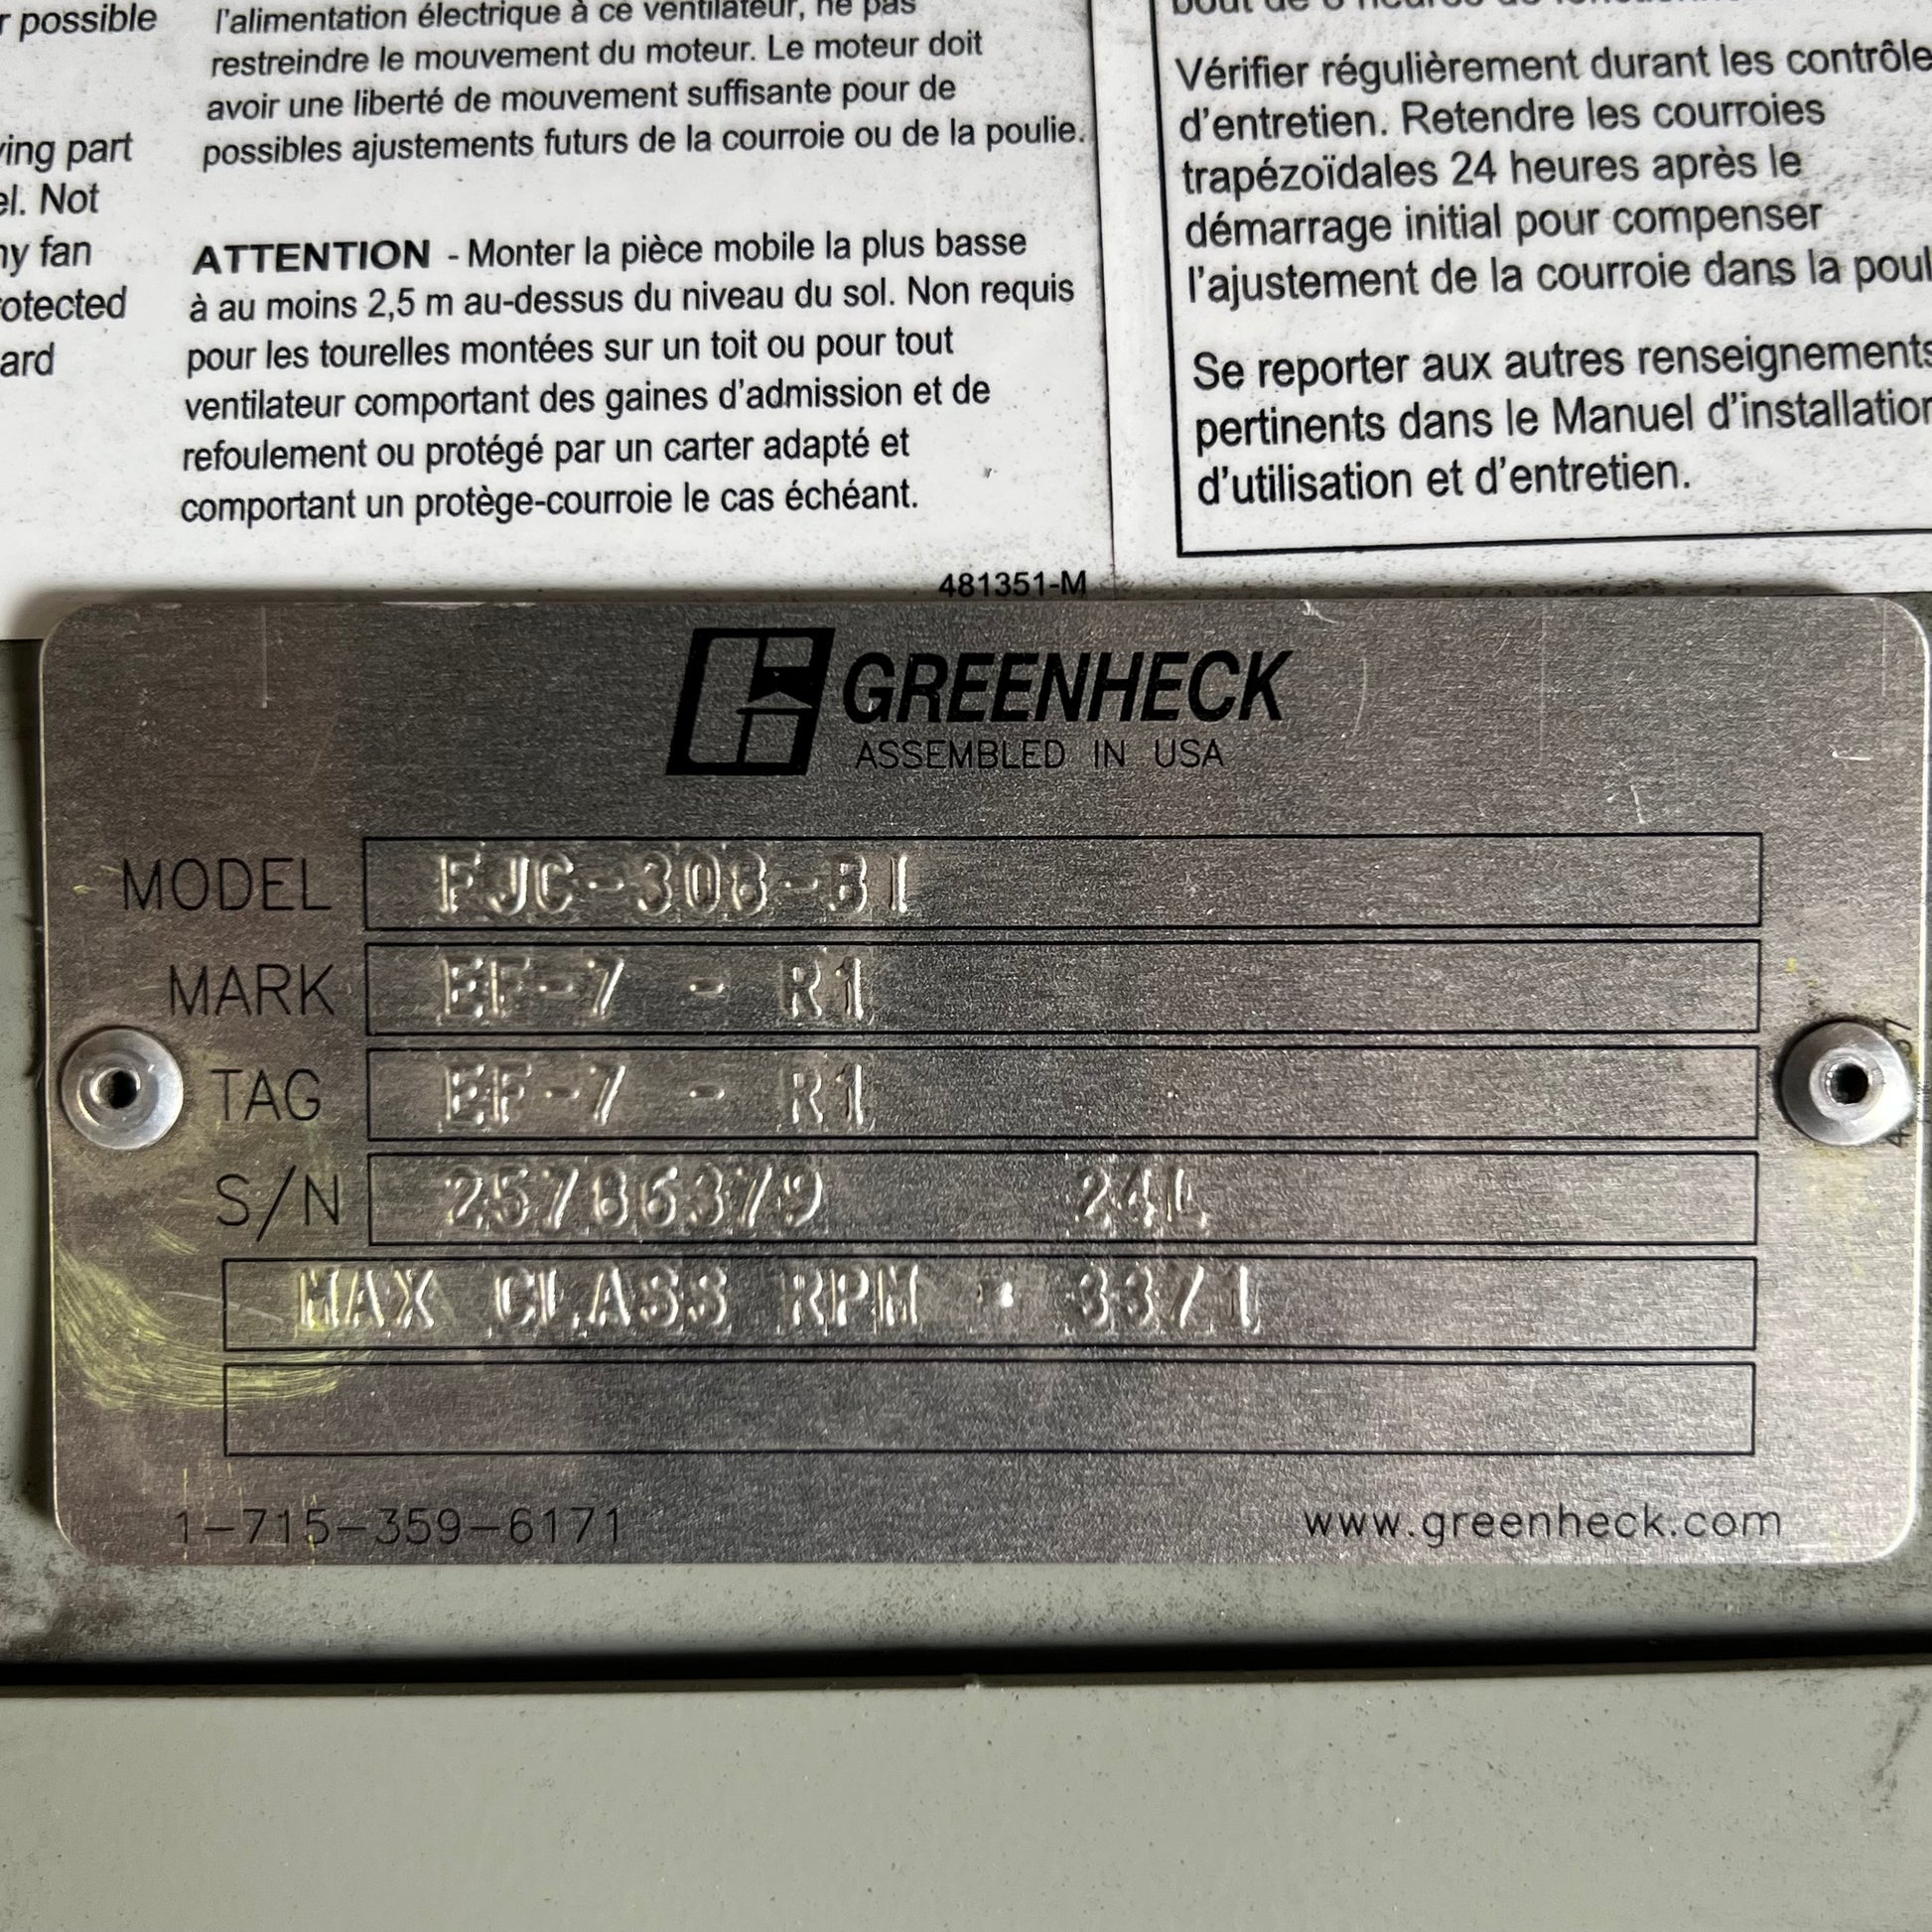 r possible
ving part
el. Not
ny fan
rotected
ard
l'alimentation électrique à ce ventilateur, ne pas
restreindre le mouvement du moteur. Le moteur doit
avoir une liberté de mouvement suffisante pour de
possibles ajustements futurs de la courroie ou de la poulie.
ATTENTION - Monter la pièce mobile la plus basse
à au moins 2,5 m au-dessus du niveau du sol. Non requis
pour les tourelles montées sur un toit ou pour tout
ventilateur comportant des gaines d'admission et de
refoulement ou protégé par un carter adapté et
comportant un protège-courroie le cas échéant.
Vérifier régulièrement durant les contrôle
d'entretien. Retendre les courroies
trapézoïdales 24 heures après le
démarrage initial pour compenser
l'ajustement de la courroie dans la poul
Se reporter aux autres renseignements
pertinents dans le Manuel d'installation
d'utilisation et d'entretien.
481351-M
GREENHECK
ASSEMBLED IN USA
MODEL FJC-308-BI
MARK EF-7 - R1
TAG EF-7 - R1
S/N 25786379 24L
MAX CLASS RPM : 3371
1-715-359-6171 www.greenheck.com